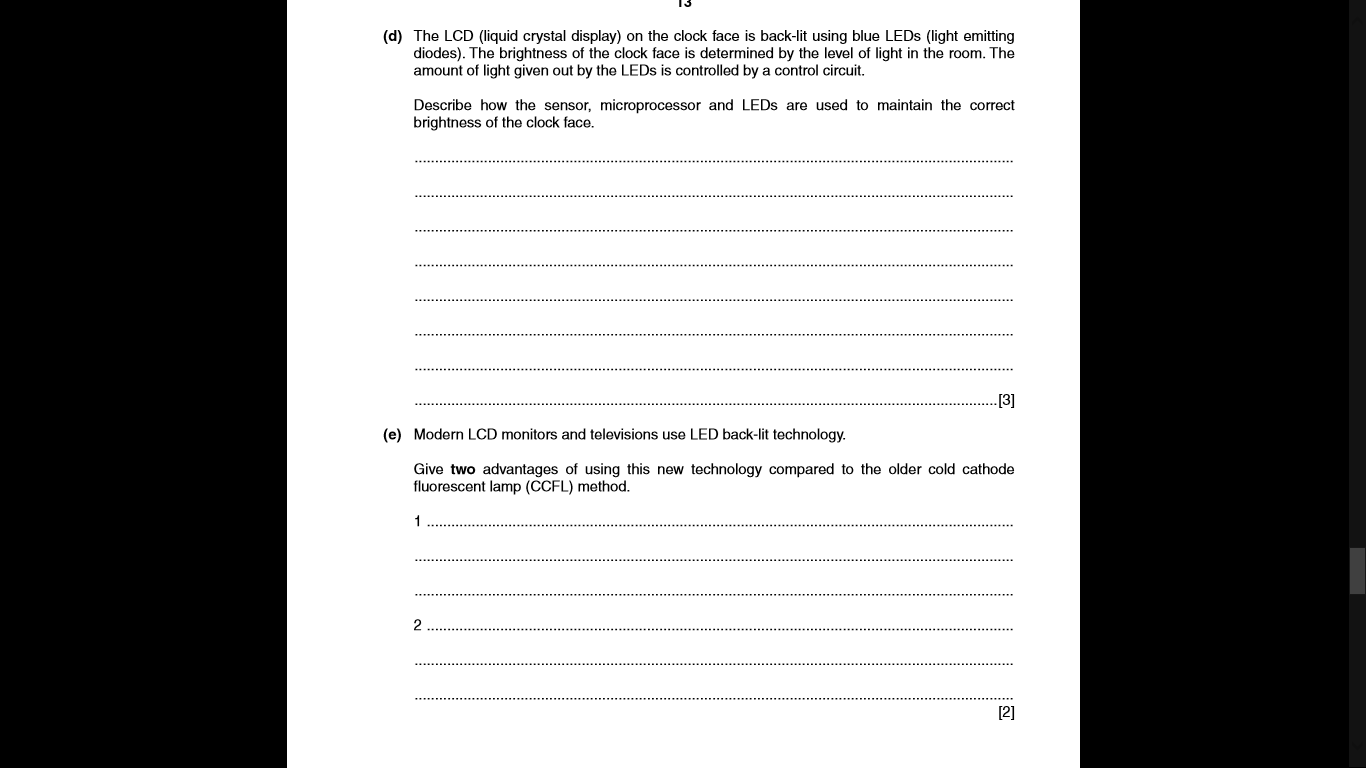 13
(d) The LCD (liquid crystal display) on the clock face is back-lit using blue LEDs (light emitting
diodes). The brightness of the clock face is determined by the level of light in the room. The
amount of light given out by the LEDs is controlled by a control circuit.
Describe how the sensor, microprocessor and LEDs are used to maintain the correct
brightness of the clock face.
[3]
(e) Modern LCD monitors and televisions use LED back-lit technology.
Give two advantages of using this new technology compared to the older cold cathode
fluorescent lamp (CCFL) method.
1
2
[2]